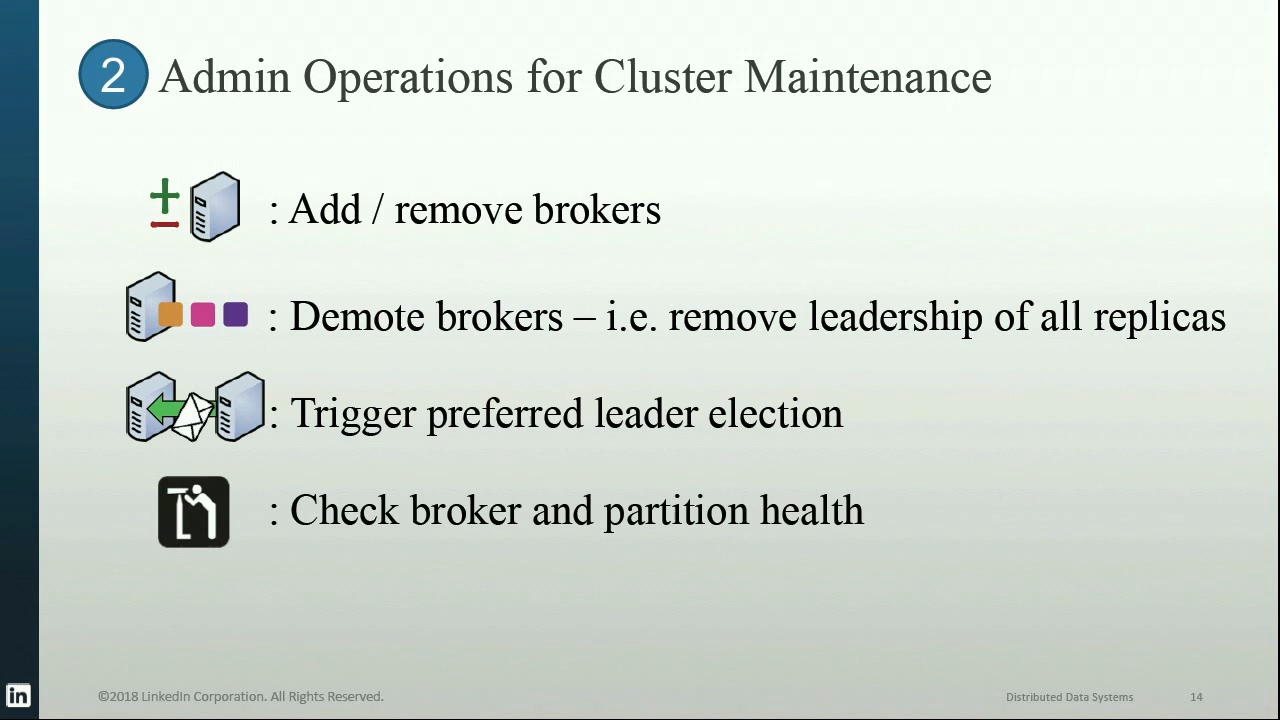 2 Admin Operations for Cluster Maintenance
: Add / remove brokers
: Demote brokers – i.e. remove leadership of all replicas
: Trigger preferred leader election
: Check broker and partition health
in ©2018 LinkedIn Corporation. All Rights Reserved. Distributed Data Systems 14